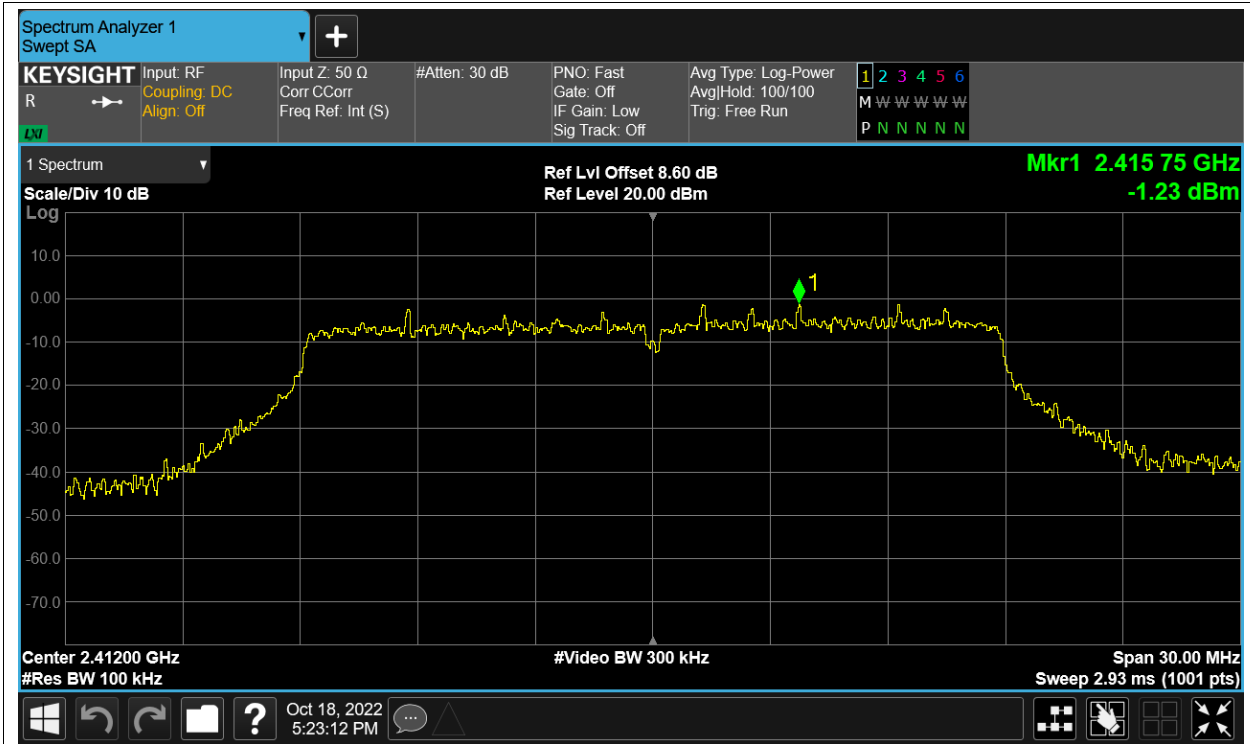 Spectrum Analyzer 1
Swept SA
KEYSIGHT
R
LXI
Input: RF
Coupling: DC
Align: Off
Input Z: 50 Ω
Corr CCorr
Freq Ref: Int (S)
#Atten: 30 dB
PNO: Fast
Gate: Off
IF Gain: Low
Sig Track: Off
Avg Type: Log-Power
Avg|Hold: 100/100
Trig: Free Run
1 2 3 4 5 6
M W W W W W
P N N N N N
1 Spectrum
Scale/Div 10 dB
Log
Ref Lvl Offset 8.60 dB
Ref Level 20.00 dBm
Mkr1 2.415 75 GHz
-1.23 dBm
10.0
0.00
-10.0
-20.0
-30.0
-40.0
-50.0
-60.0
-70.0
1
Center 2.41200 GHz
#Res BW 100 kHz
#Video BW 300 kHz
Span 30.00 MHz
Sweep 2.93 ms (1001 pts)
?
Oct 18, 2022
5:23:12 PM